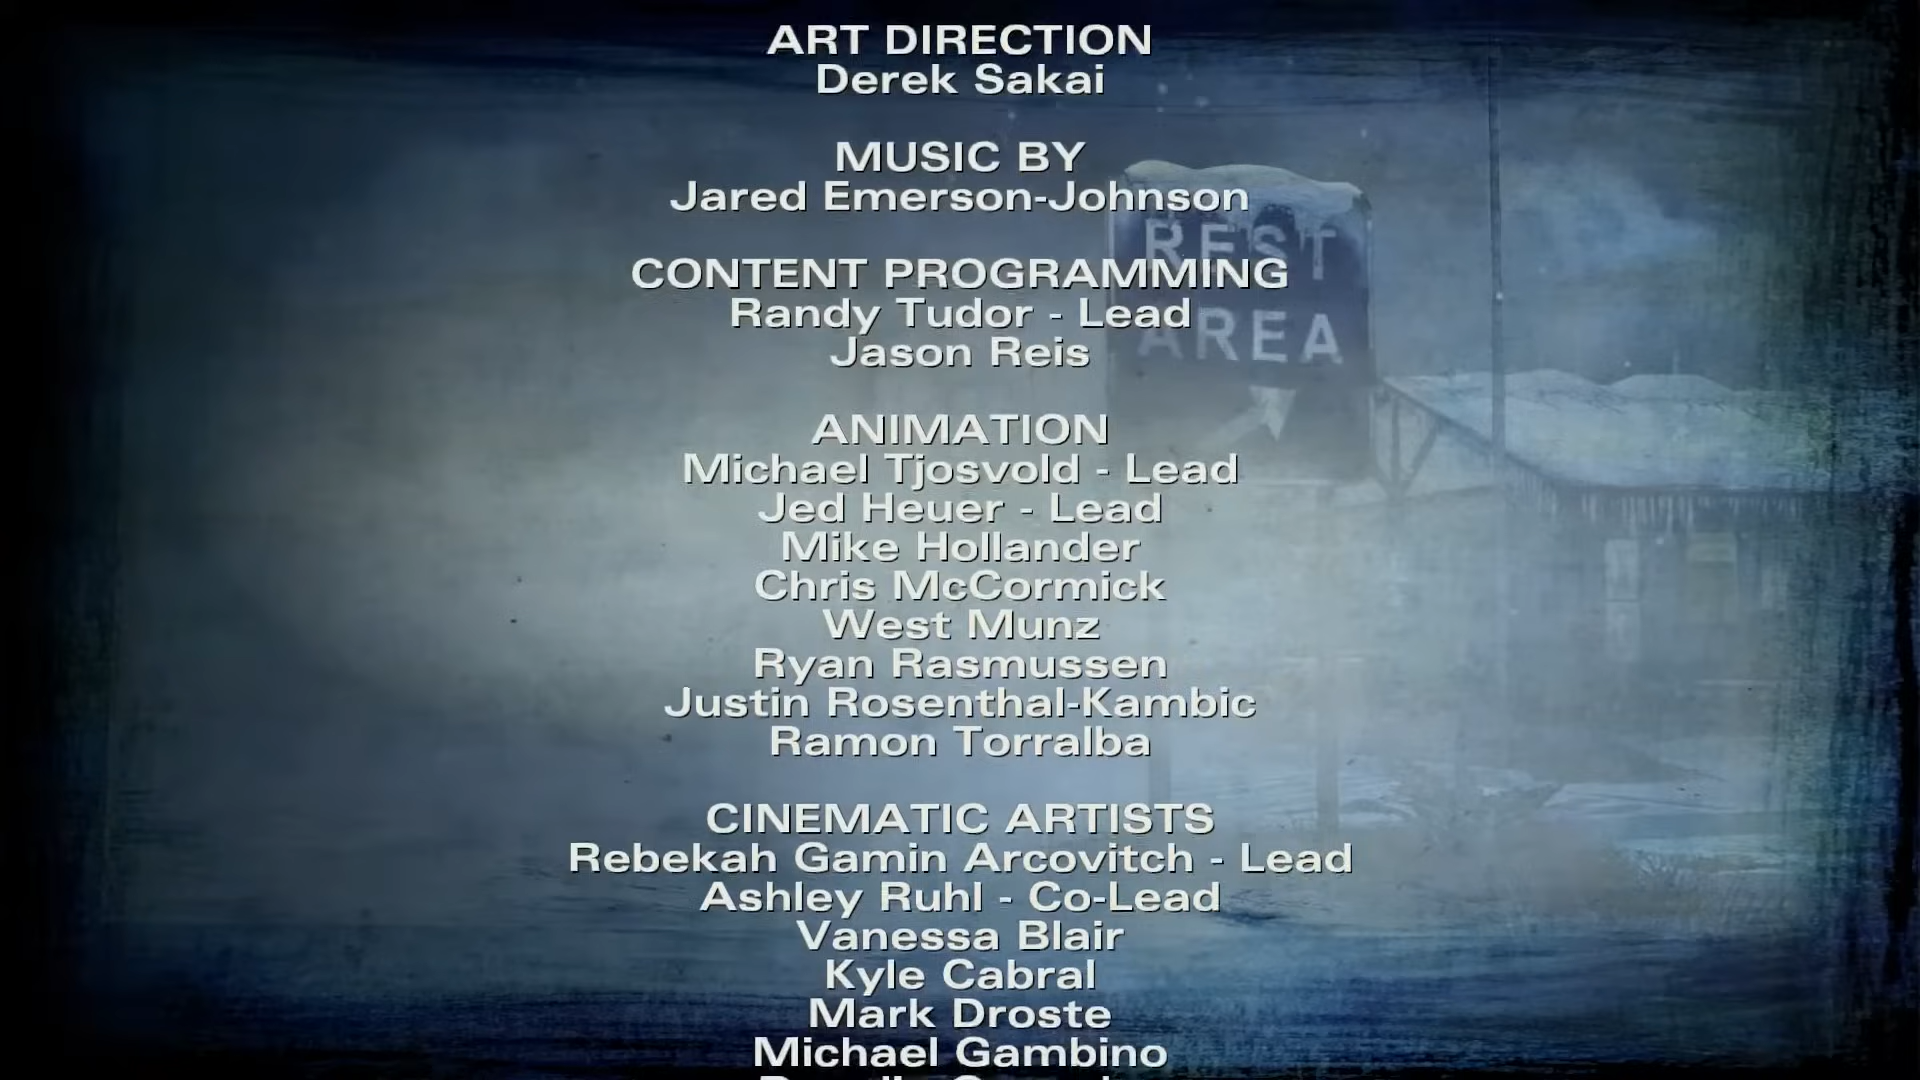 ART DIRECTION
Derek Sakai
MUSIC BY
Jared Emerson-Johnson
REST
AREA
CONTENT PROGRAMMING
Randy Tudor - Lead
Jason Reis
ANIMATION
Michael Tjosvold - Lead
Jed Heuer - Lead
Mike Hollander
Chris McCormick
West Munz
Ryan Rasmussen
Justin Rosenthal-Kambic
Ramon Torralba
CINEMATIC ARTISTS
Rebekah Gamin Arcovitch - Lead
Ashley Ruhl - Co-Lead
Vanessa Blair
Kyle Cabral
Mark Droste
Michael Gambino